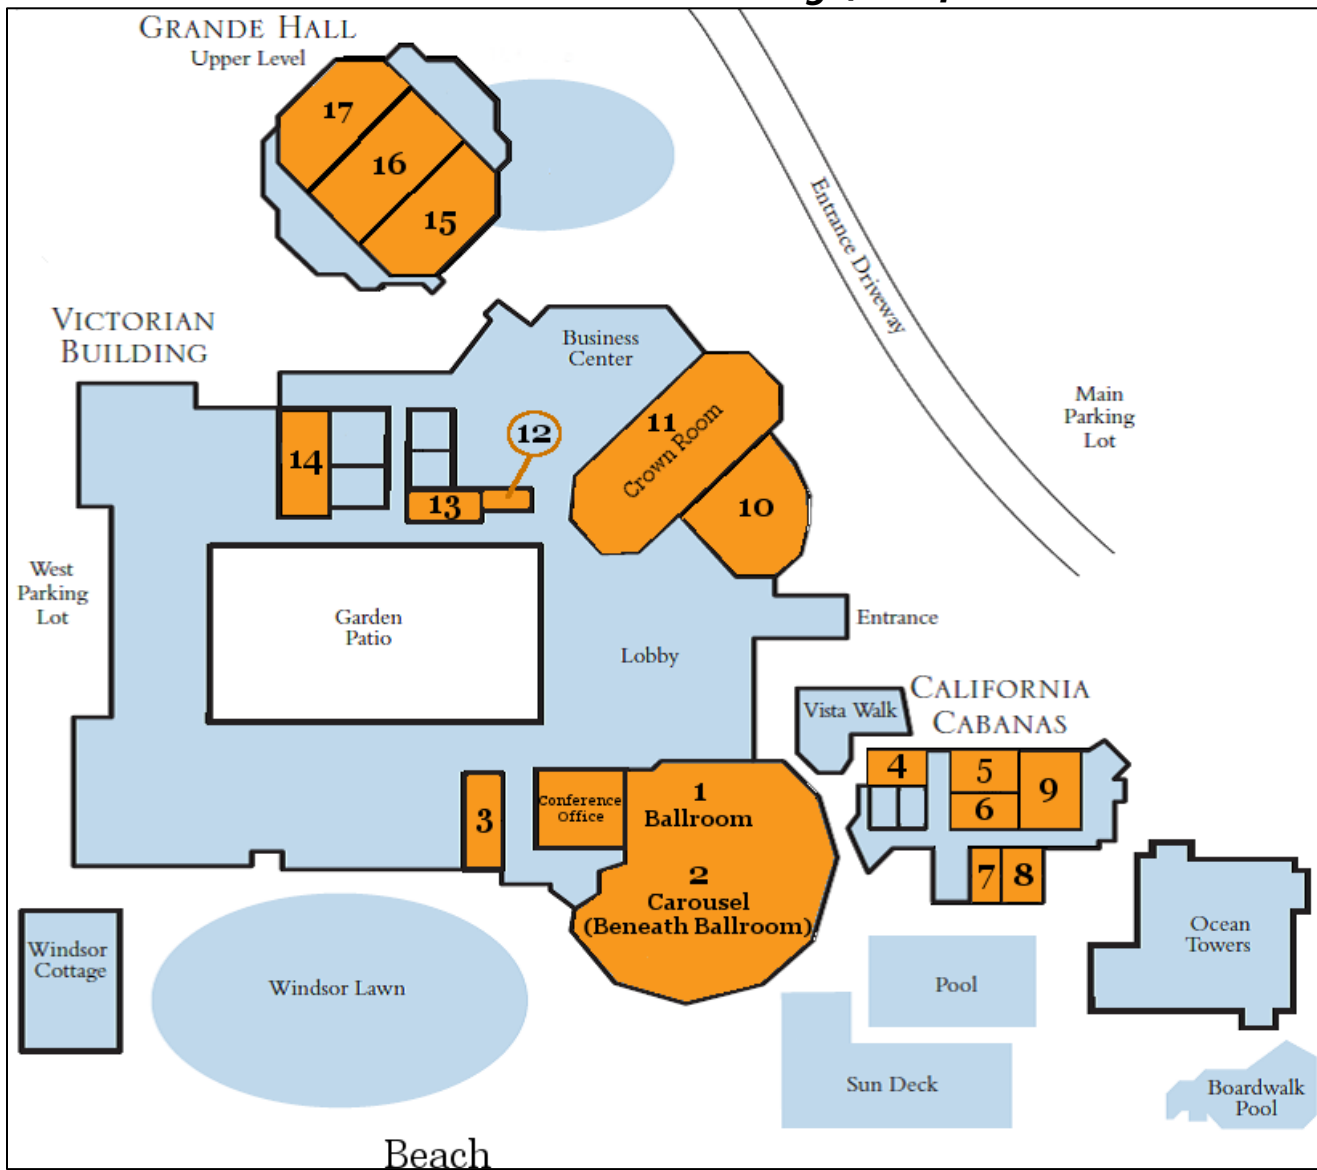 GRANDE HALL
Upper Level
17
16
15
Entrance Driveway
VICTORIAN
BUILDING
Business
Center
Main
Parking
Lot
11
Crown Room
12
14
13
10
West
Parking
Lot
Garden
Patio
Entrance
Lobby
CALIFORNIA
CABANAS
Vista Walk
4
5
6
9
7
8
3
Conference
Office
1
Ballroom
2
Carousel
(Beneath Ballroom)
Ocean
Towers
Windsor
Cottage
Windsor Lawn
Pool
Sun Deck
Boardwalk
Pool
Beach